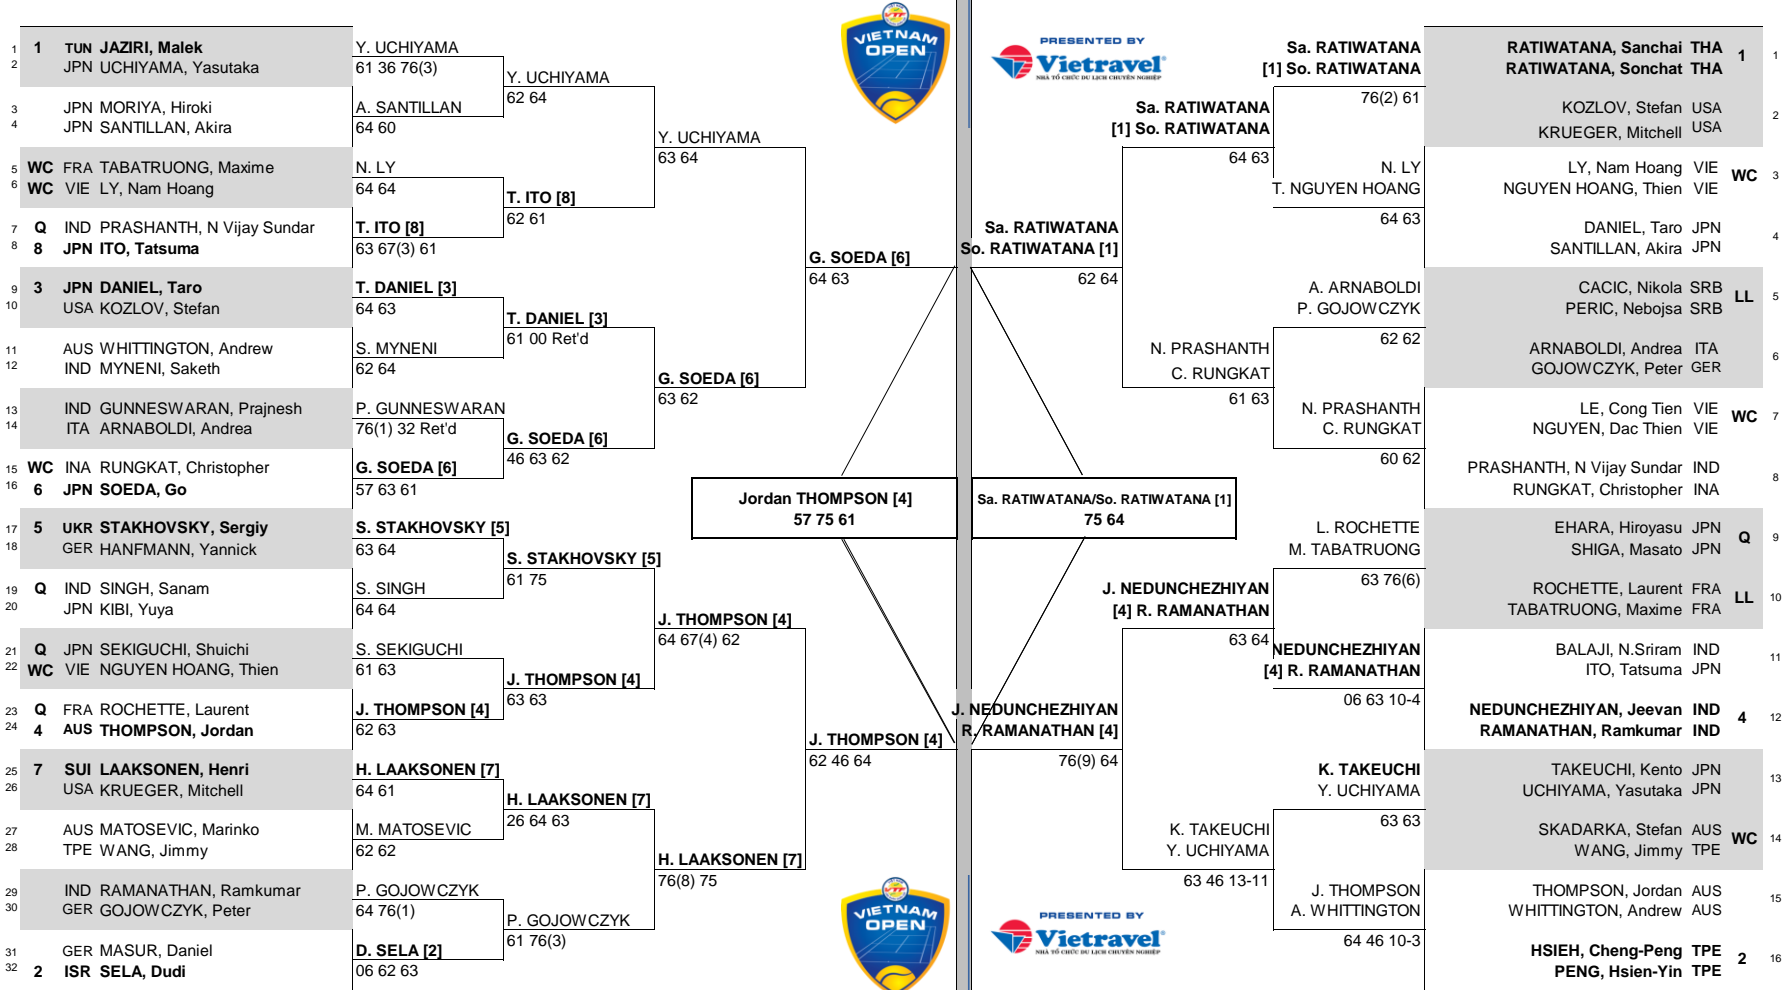 VIETNAM
OPEN
PRESENTED BY
Vietravel
NHÀ TỔ CHỨC DU LỊCH CHUYÊN NGHIỆP
1 1 TUN JAZIRI, Malek
2 JPN UCHIYAMA, Yasutaka
3 JPN MORIYA, Hiroki
4 JPN SANTILLAN, Akira
5 WC FRA TABATRUONG, Maxime
6 WC VIE LY, Nam Hoang
7 Q IND PRASHANTH, N Vijay Sundar
8 8 JPN ITO, Tatsuma
9 3 JPN DANIEL, Taro
10 USA KOZLOV, Stefan
11 AUS WHITTINGTON, Andrew
12 IND MYNENI, Saketh
13 IND GUNNESWARAN, Prajnesh
14 ITA ARNABOLDI, Andrea
15 WC INA RUNGKAT, Christopher
16 6 JPN SOEDA, Go
17 5 UKR STAKHOVSKY, Sergiy
18 GER HANFMANN, Yannick
19 Q IND SINGH, Sanam
20 JPN KIBI, Yuya
21 Q JPN SEKIGUCHI, Shuichi
22 WC VIE NGUYEN HOANG, Thien
23 Q FRA ROCHETTE, Laurent
24 4 AUS THOMPSON, Jordan
25 7 SUI LAAKSONEN, Henri
26 USA KRUEGER, Mitchell
27 AUS MATOSEVIC, Marinko
28 TPE WANG, Jimmy
29 IND RAMANATHAN, Ramkumar
30 GER GOJOWCZYK, Peter
31 GER MASUR, Daniel
32 2 ISR SELA, Dudi
Y. UCHIYAMA
61 36 76(3)
A. SANTILLAN
64 60
N. LY
64 64
T. ITO [8]
63 67(3) 61
T. DANIEL [3]
64 63
S. MYNENI
62 64
P. GUNNESWARAN
76(1) 32 Ret'd
G. SOEDA [6]
57 63 61
S. STAKHOVSKY [5]
63 64
S. SINGH
64 64
S. SEKIGUCHI
61 63
J. THOMPSON [4]
62 63
H. LAAKSONEN [7]
64 61
M. MATOSEVIC
62 62
P. GOJOWCZYK
64 76(1)
D. SELA [2]
06 62 63
Y. UCHIYAMA
62 64
T. ITO [8]
62 61
T. DANIEL [3]
61 00 Ret'd
G. SOEDA [6]
46 63 62
S. STAKHOVSKY [5]
61 75
J. THOMPSON [4]
63 63
H. LAAKSONEN [7]
26 64 63
P. GOJOWCZYK
61 76(3)
Y. UCHIYAMA
63 64
G. SOEDA [6]
63 62
J. THOMPSON [4]
64 67(4) 62
H. LAAKSONEN [7]
76(8) 75
G. SOEDA [6]
64 63
J. THOMPSON [4]
62 46 64
Jordan THOMPSON [4]
57 75 61
Sa. RATIWATANA/So. RATIWATANA [1]
75 64
Sa. RATIWATANA
So. RATIWATANA [1]
62 64
J. NEDUNCHEZHIYAN
R. RAMANATHAN [4]
76(9) 64
Sa. RATIWATANA
[1] So. RATIWATANA
64 63
N. PRASHANTH
C. RUNGKAT
61 63
J. NEDUNCHEZHIYAN
[4] R. RAMANATHAN
63 64
K. TAKEUCHI
Y. UCHIYAMA
63 46 13-11
Sa. RATIWATANA
[1] So. RATIWATANA
76(2) 61
N. LY
T. NGUYEN HOANG
64 63
A. ARNABOLDI
P. GOJOWCZYK
62 62
N. PRASHANTH
C. RUNGKAT
60 62
L. ROCHETTE
M. TABATRUONG
63 76(6)
NEDUNCHEZHIYAN
[4] R. RAMANATHAN
06 63 10-4
K. TAKEUCHI
Y. UCHIYAMA
63 63
J. THOMPSON
A. WHITTINGTON
64 46 10-3
RATIWATANA, Sanchai THA 1 1
RATIWATANA, Sonchat THA
KOZLOV, Stefan USA 2
KRUEGER, Mitchell USA
LY, Nam Hoang VIE WC 3
NGUYEN HOANG, Thien VIE
DANIEL, Taro JPN 4
SANTILLAN, Akira JPN
CACIC, Nikola SRB LL 5
PERIC, Nebojsa SRB
ARNABOLDI, Andrea ITA 6
GOJOWCZYK, Peter GER
LE, Cong Tien VIE WC 7
NGUYEN, Dac Thien VIE
PRASHANTH, N Vijay Sundar IND 8
RUNGKAT, Christopher INA
EHARA, Hiroyasu JPN Q 9
SHIGA, Masato JPN
ROCHETTE, Laurent FRA LL 10
TABATRUONG, Maxime FRA
BALAJI, N.Sriram IND 11
ITO, Tatsuma JPN
NEDUNCHEZHIYAN, Jeevan IND 4 12
RAMANATHAN, Ramkumar IND
TAKEUCHI, Kento JPN 13
UCHIYAMA, Yasutaka JPN
SKADARKA, Stefan AUS WC 14
WANG, Jimmy TPE
THOMPSON, Jordan AUS 15
WHITTINGTON, Andrew AUS
HSIEH, Cheng-Peng TPE 2 16
PENG, Hsien-Yin TPE
VIETNAM
OPEN
PRESENTED BY
Vietravel
NHÀ TỔ CHỨC DU LỊCH CHUYÊN NGHIỆP